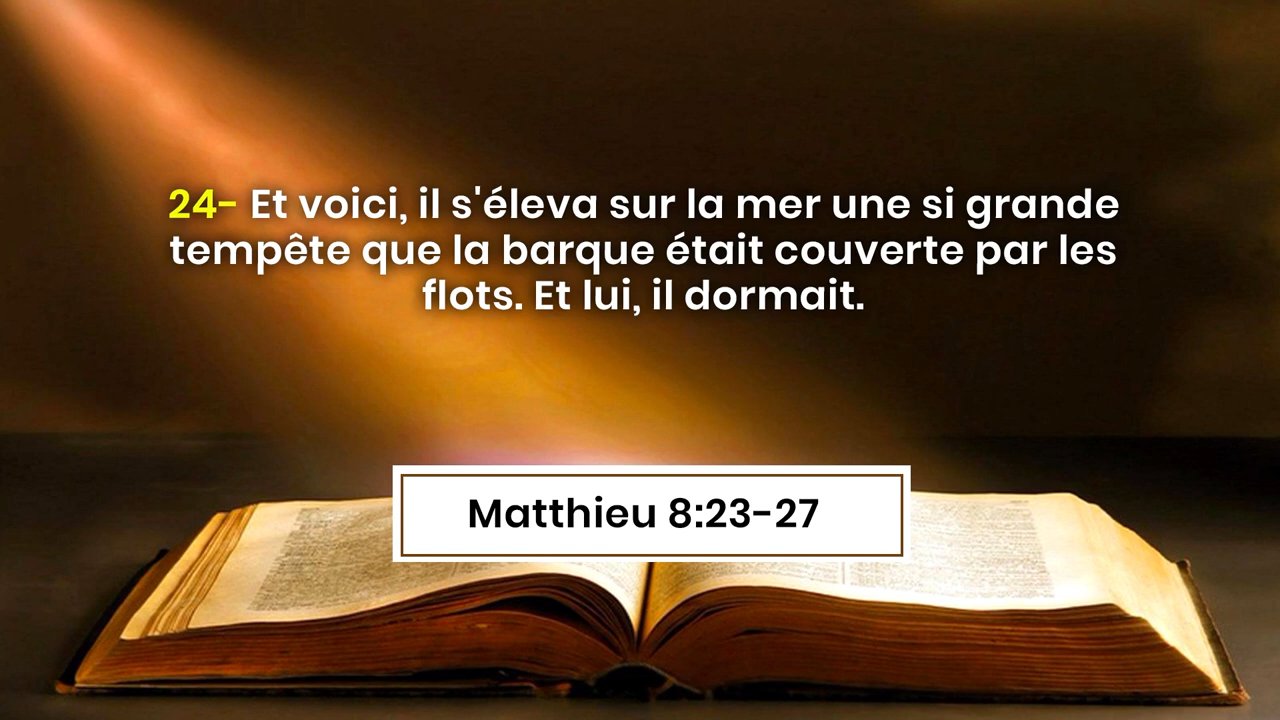 24- Et voici, il s'éleva sur la mer une si grande
tempête que la barque était couverte par les
flots. Et lui, il dormait.
Matthieu 8:23-27